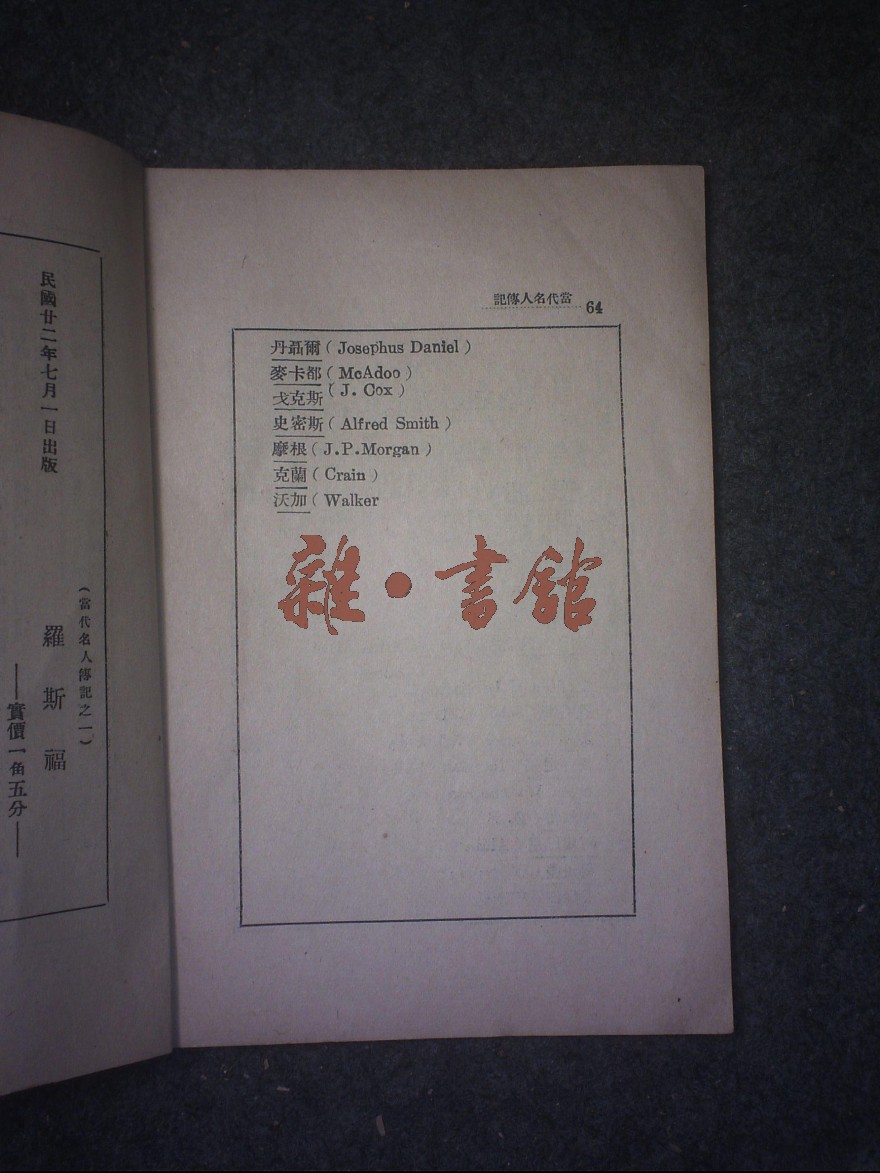 記傳人名代當 64
丹聶爾（Josephus Daniel）
麥卡都（McAdoo）
戈克斯（J. Cox）
史密斯（Alfred Smith）
摩根（J.P.Morgan）
克蘭（Crain）
沃加（Walker
雜·書舘
（當代名人傳記之一）
羅斯福
民國廿二年七月一日出版
——實價一角五分——